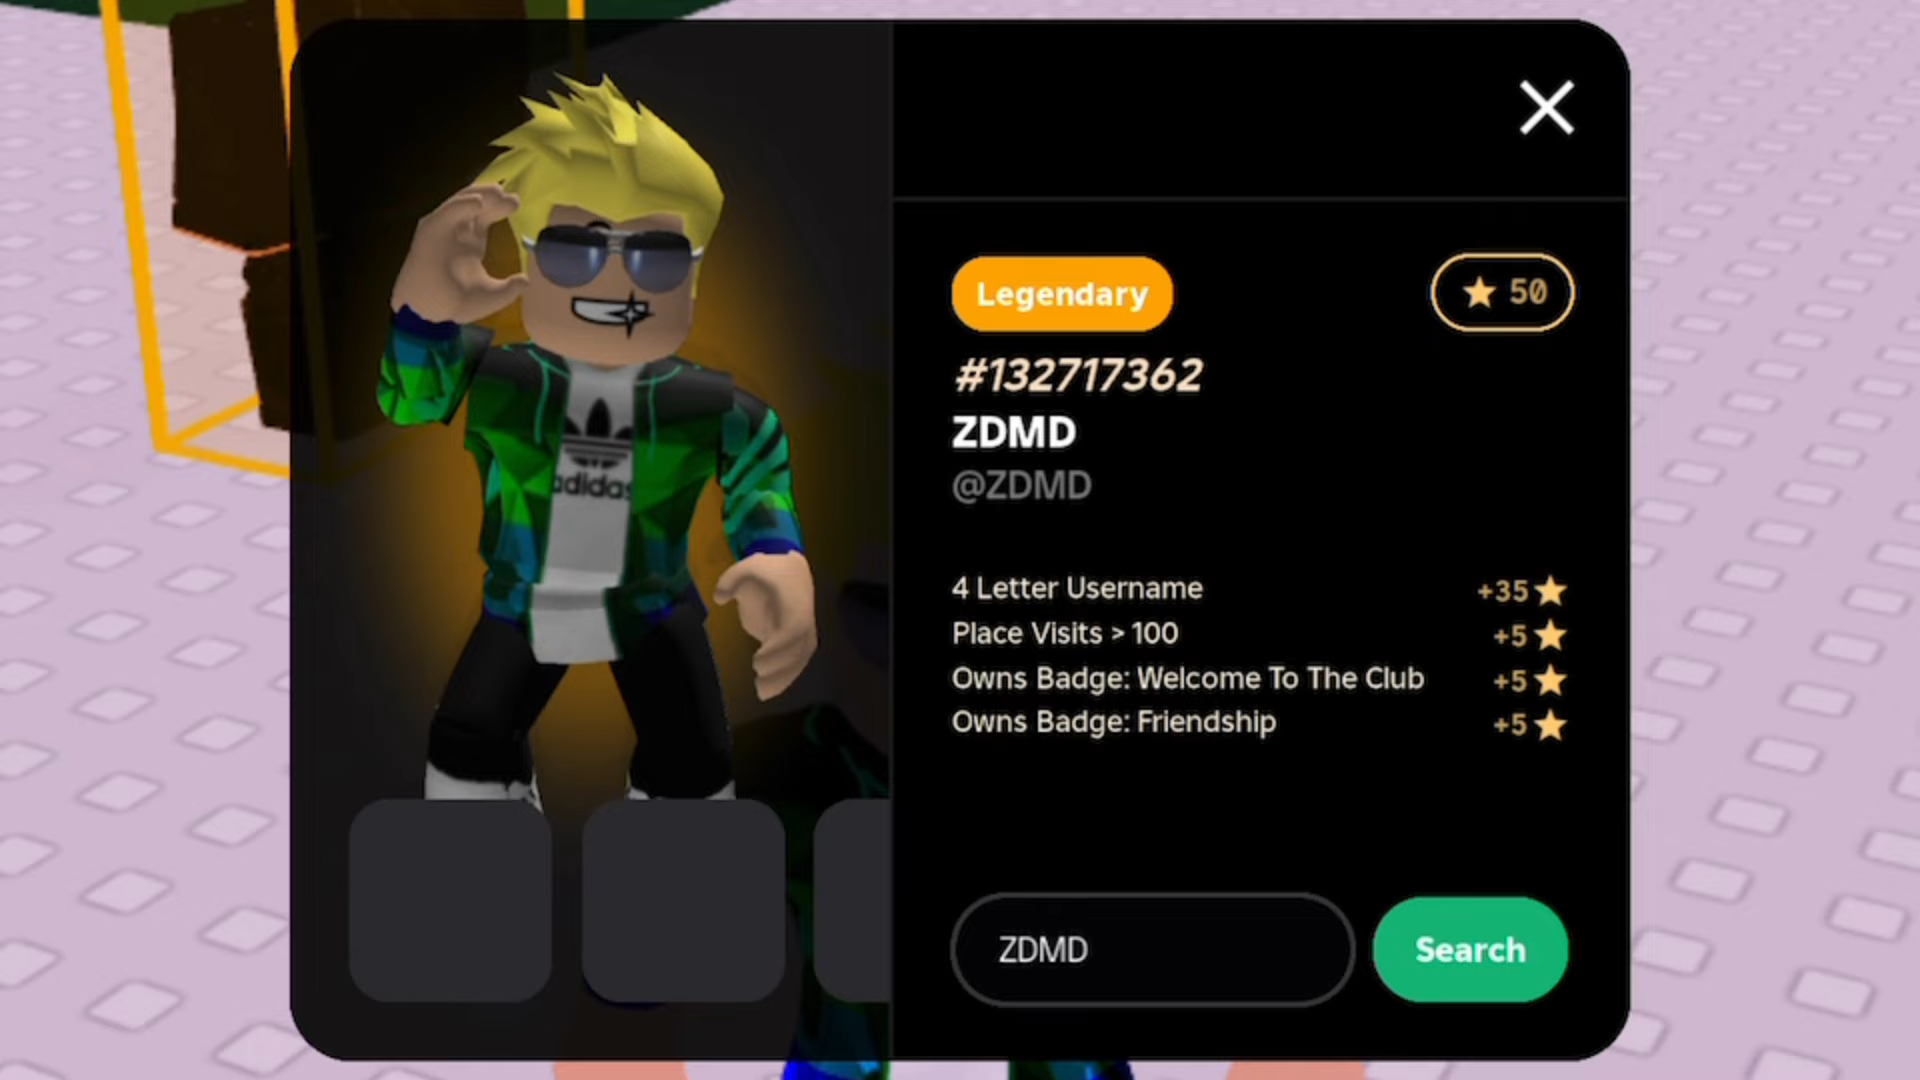 adidas
Legendary
★ 50
#132717362
ZDMD
@ZDMD
4 Letter Username +35★
Place Visits > 100 +5★
Owns Badge: Welcome To The Club +5★
Owns Badge: Friendship +5★
ZDMD
Search